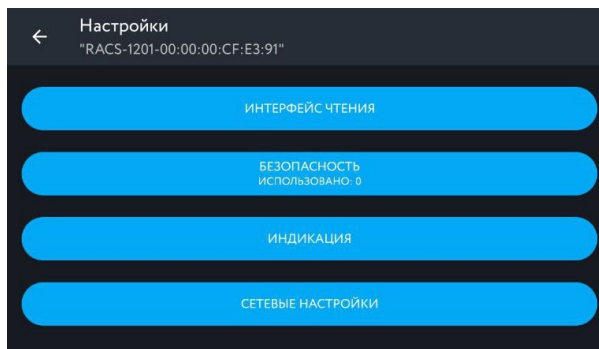 Настройки
"RACS-1201-00:00:00:CF:E3:91"
ИНТЕРФЕЙС ЧТЕНИЯ
БЕЗОПАСНОСТЬ
ИСПОЛЬЗОВАНО: 0
ИНДИКАЦИЯ
СЕТЕВЫЕ НАСТРОЙКИ